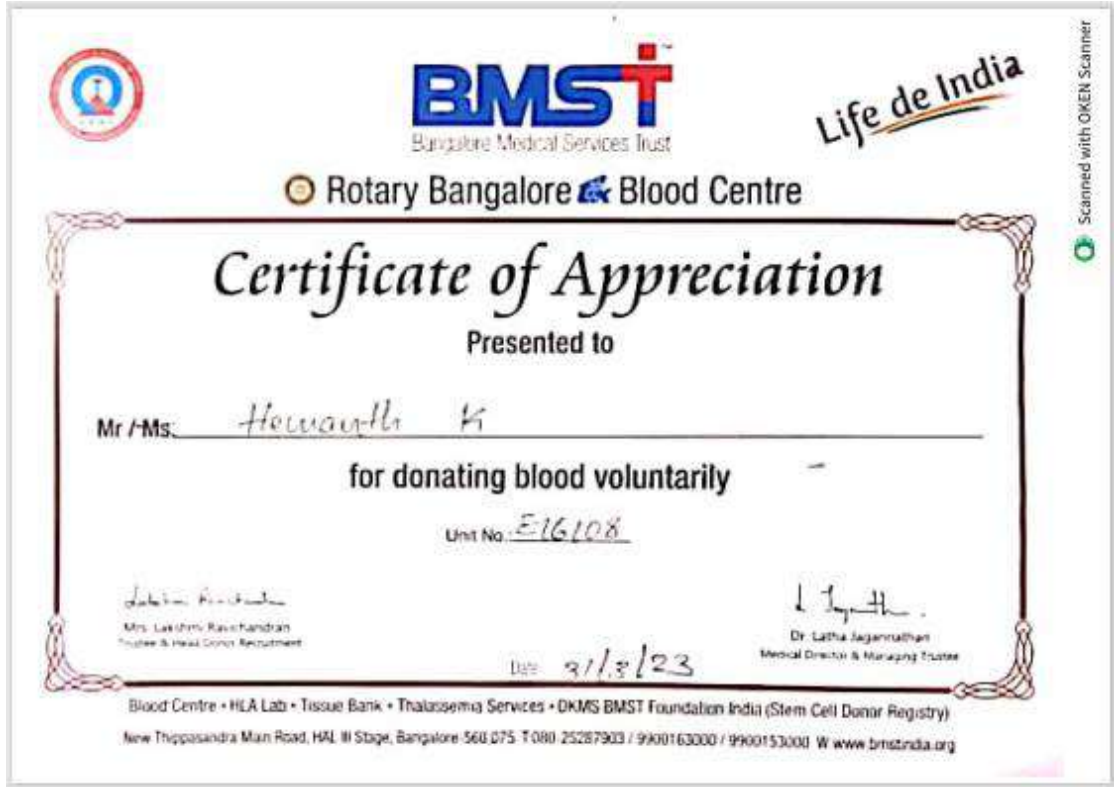 BMST
Bangalore Medical Services Trust
Life de India
Rotary Bangalore Blood Centre
Certificate of Appreciation
Presented to
Mr /Ms. Hemanth K
for donating blood voluntarily
Unit No.: E16108
Mrs. Lakshmi Ravichandran
Trustee & Head Donor Recruitment
Dr. Latha Jagannathan
Medical Director & Managing Trustee
Date 31/3/23
Blood Centre • HLA Lab • Tissue Bank • Thalassemia Services • DKMS BMST Foundation India (Stem Cell Donor Registry)
New Thippasandra Main Road, HAL III Stage, Bangalore-560 075. T 080-25287903 / 9900163000 / 9900153000 W www.bmstindia.org
Scanned with OKEN Scanner